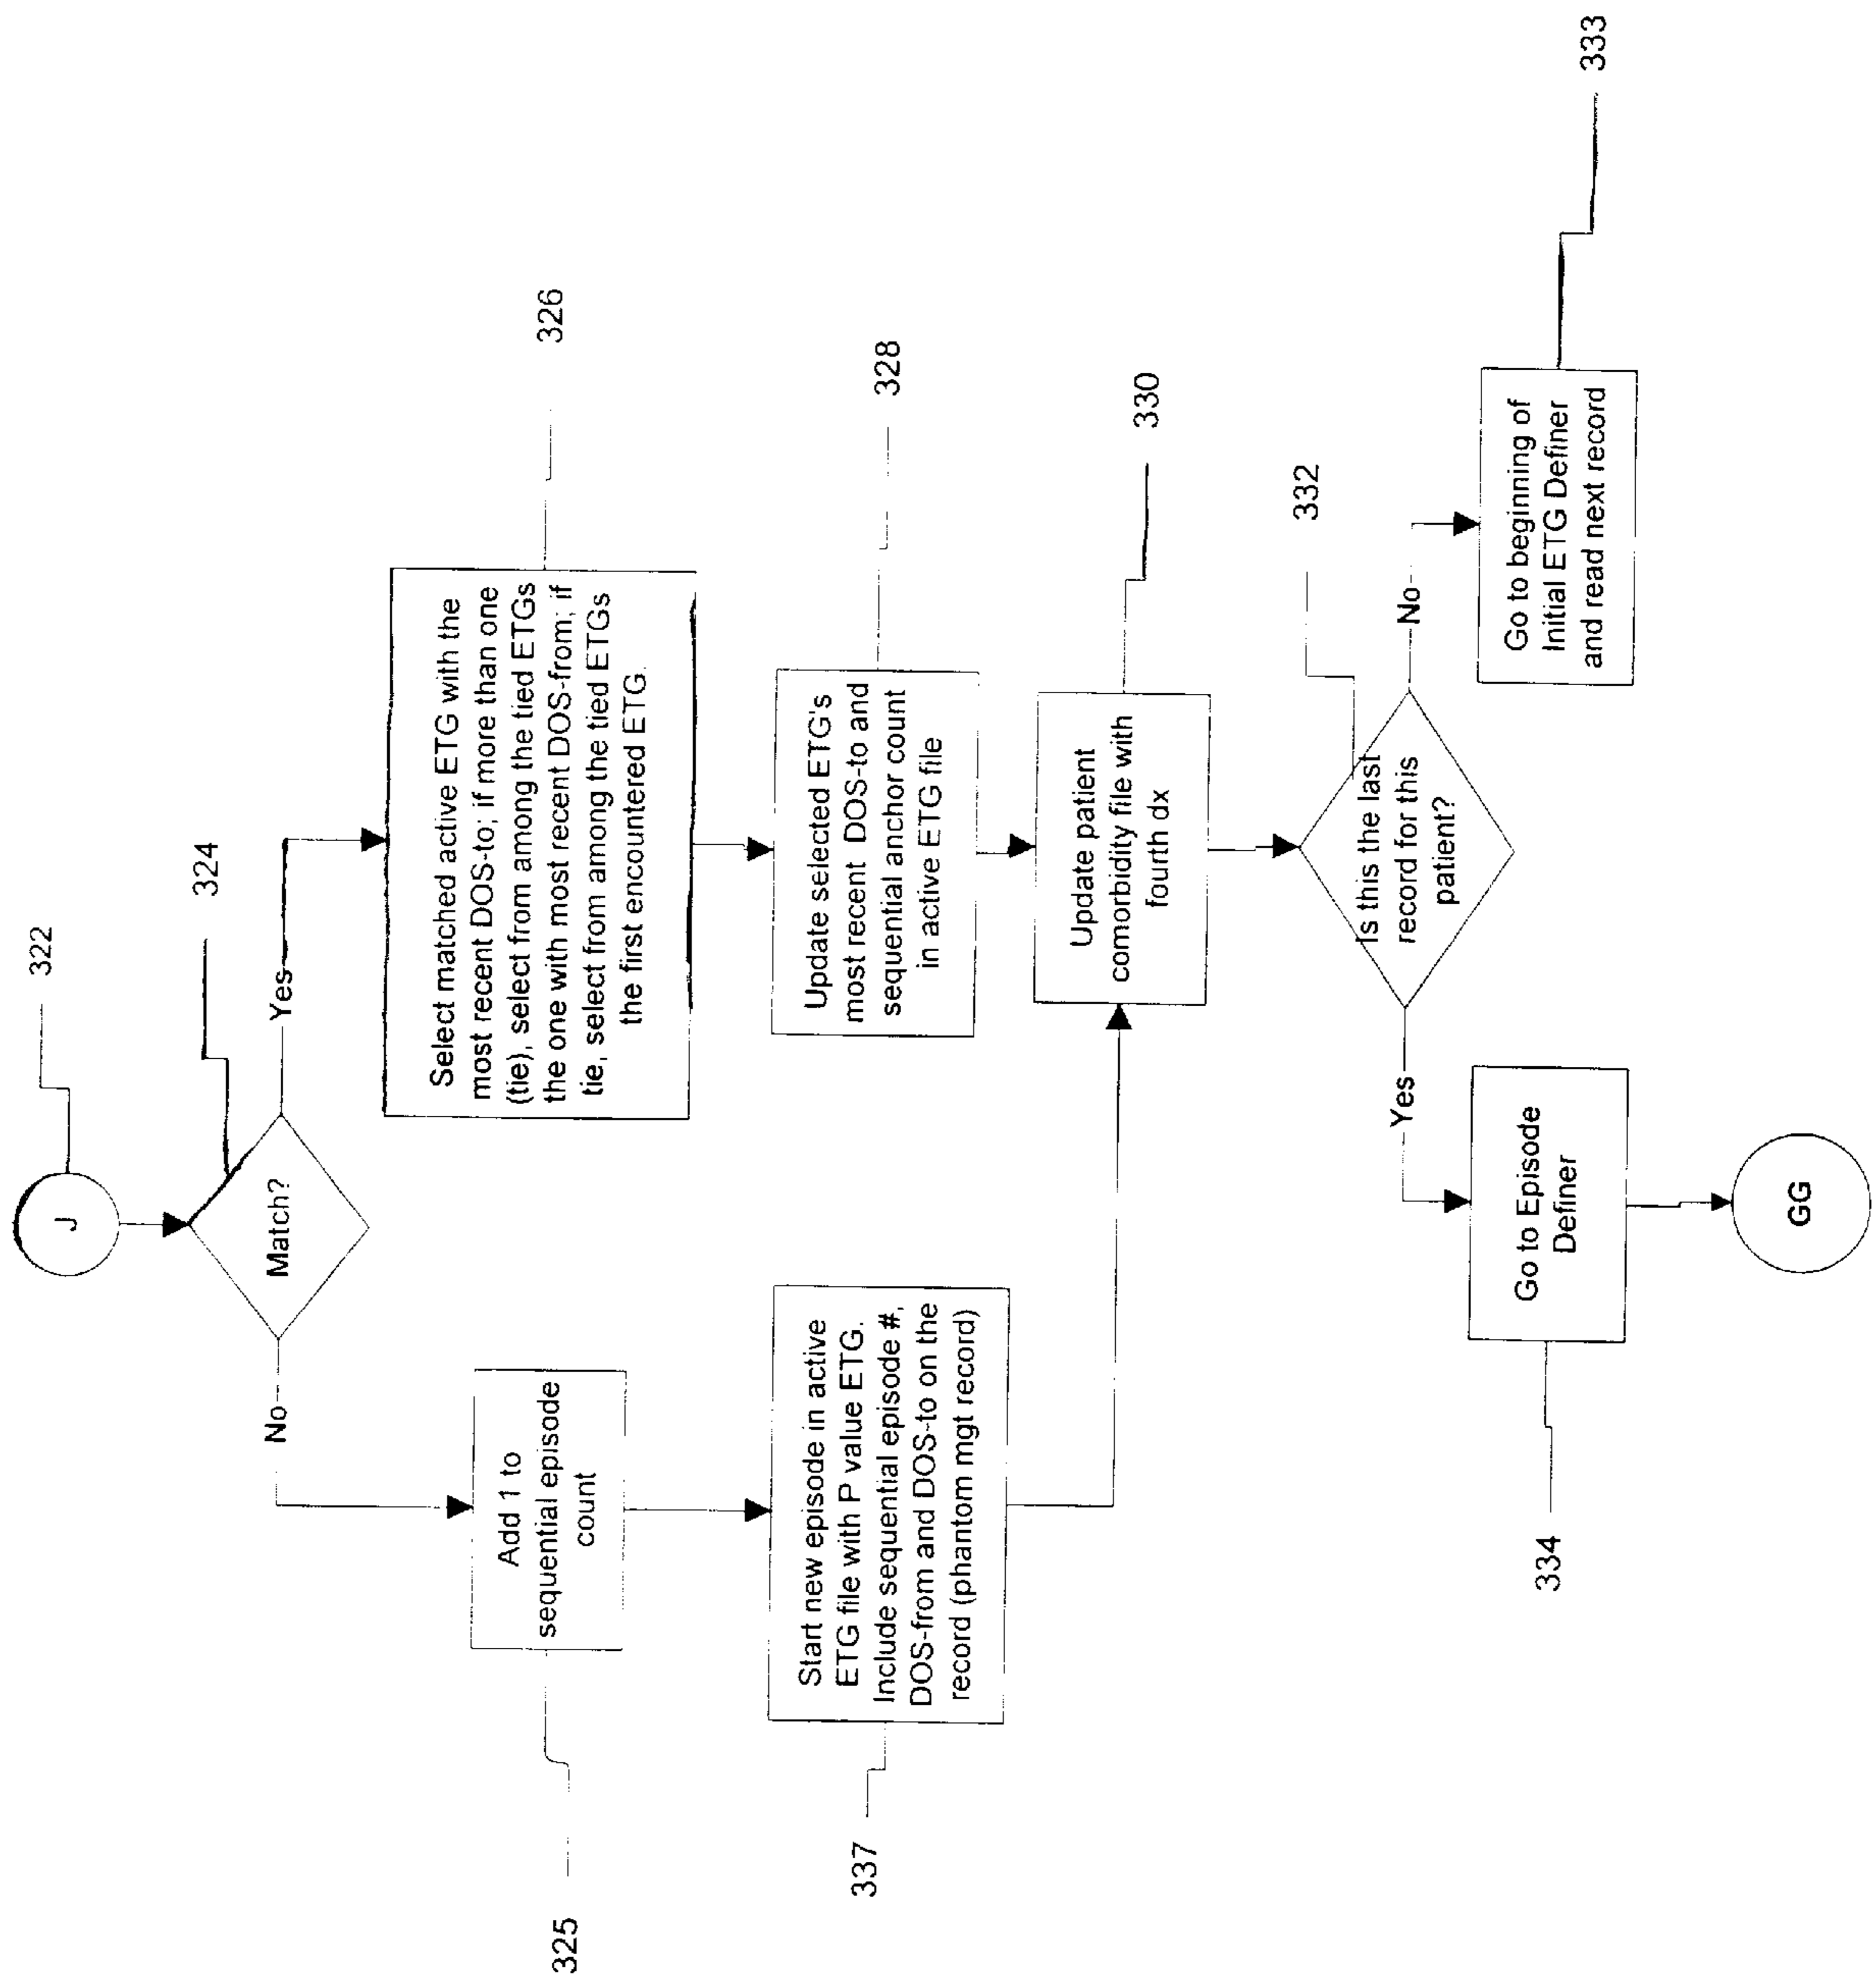 J
322
Match?
324
No
Yes
Add 1 to
sequential episode
count
325
Select matched active ETG with the
most recent DOS-to; if more than one
(tie), select from among the tied ETGs
the one with most recent DOS-from; if
tie, select from among the tied ETGs
the first encountered ETG.
326
Start new episode in active
ETG file with P value ETG.
Include sequential episode #,
DOS-from and DOS-to on the
record (phantom mgt record)
337
Update selected ETG's
most recent DOS-to and
sequential anchor count
in active ETG file
328
Update patient
comorbidity file with
fourth dx
330
Is this the last
record for this
patient?
332
Yes
No
Go to Episode
Definer
334
Go to beginning of
Initial ETG Definer
and read next record
333
GG